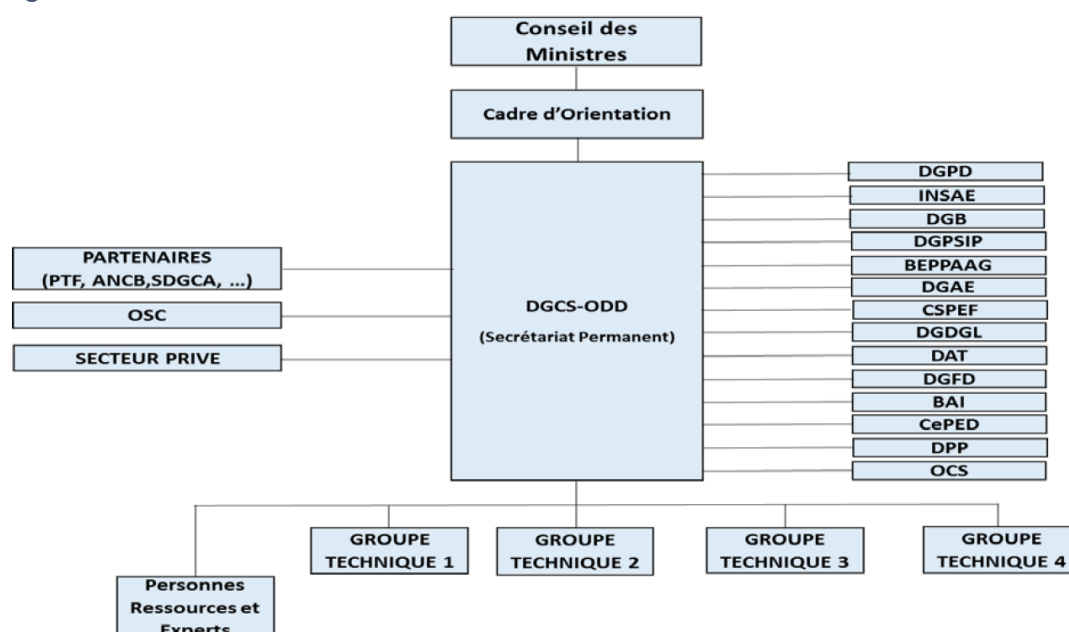 Conseil des
Ministres
Cadre d'Orientation
DGCS-ODD
(Secrétariat Permanent)
PARTENAIRES
(PTF, ANCB,SDGCA, ...)
OSC
SECTEUR PRIVE
DGPD
INSAE
DGB
DGPSIP
BEPPAAG
DGAE
CSPEF
DGDGL
DAT
DGFD
BAI
CePED
DPP
OCS
GROUPE
TECHNIQUE 1
GROUPE
TECHNIQUE 2
GROUPE
TECHNIQUE 3
GROUPE
TECHNIQUE 4
Personnes
Ressources et
Experts